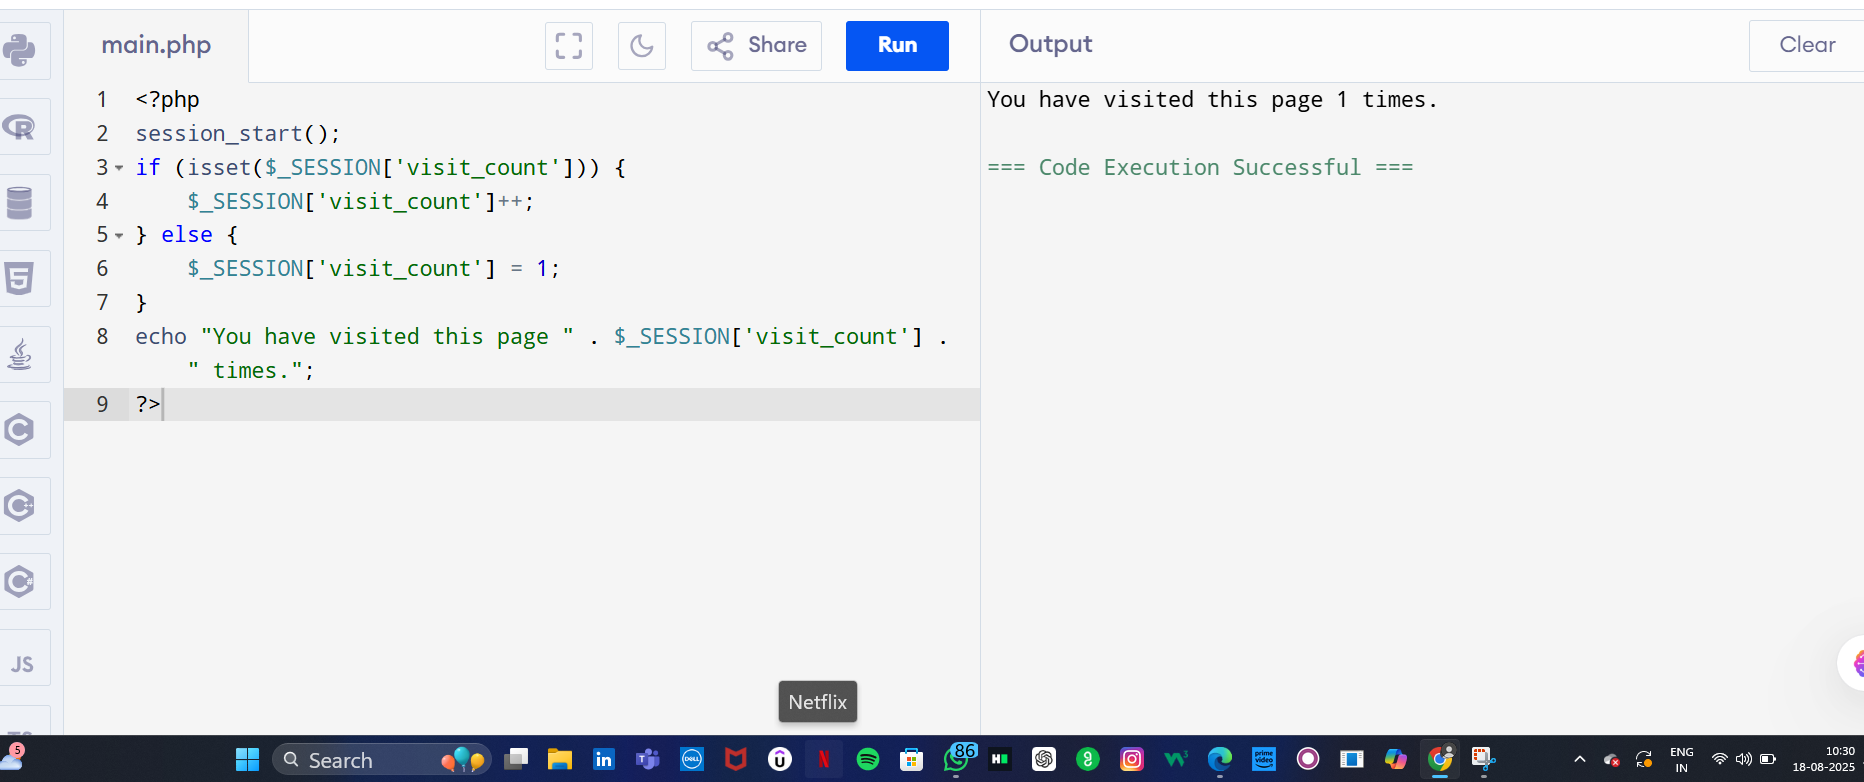 main.php
Share
Run
Output
Clear
1 <?php
2 session_start();
3 if (isset($_SESSION['visit_count'])) {
4     $_SESSION['visit_count']++;
5 } else {
6     $_SESSION['visit_count'] = 1;
7 }
8 echo "You have visited this page " . $_SESSION['visit_count'] .
" times.";
9 ?>
You have visited this page 1 times.
=== Code Execution Successful ===
JS
Netflix
5
Search
86
ENG
IN
10:30
18-08-2025